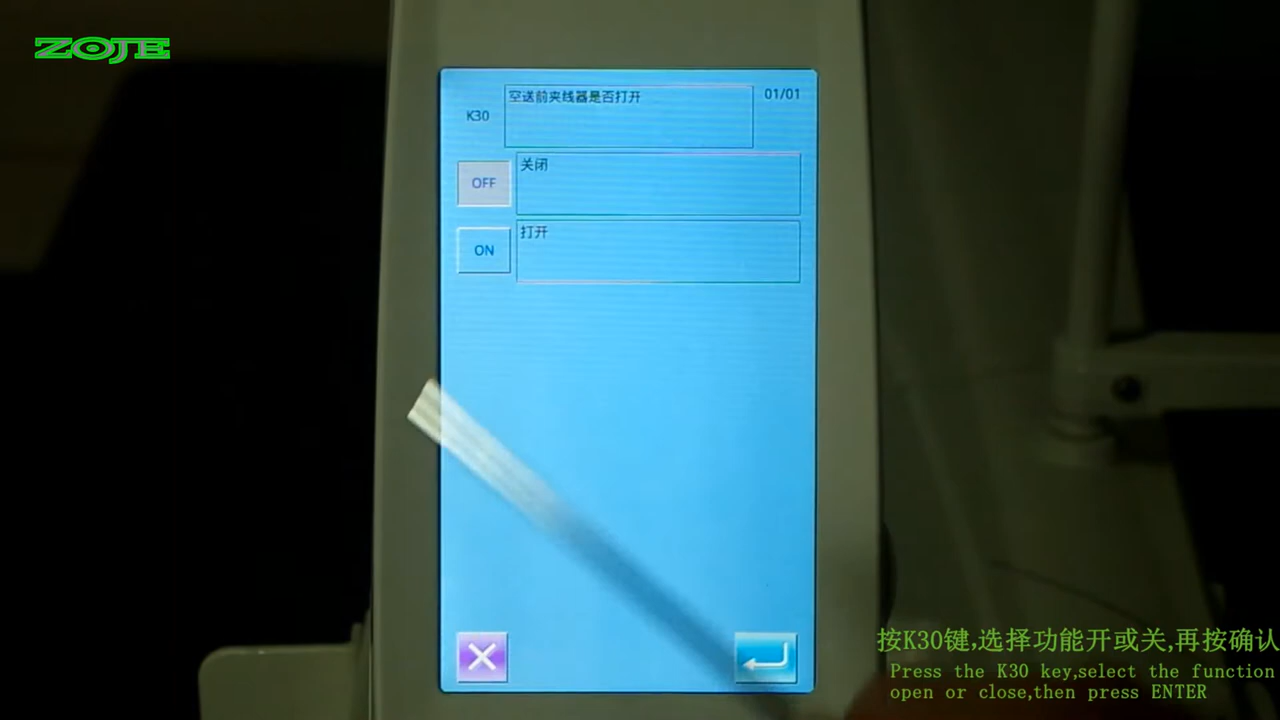 ZOJE
K30
空送前夹线器是否打开
01/01
OFF
关闭
ON
打开
按K30键,选择功能开或关,再按确认
Press the K30 key,select the function
open or close,then press ENTER